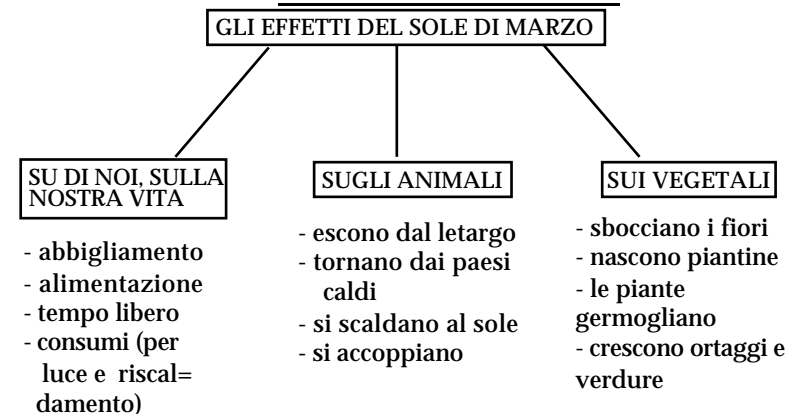 GLI EFFETTI DEL SOLE DI MARZO
SU DI NOI, SULLA
NOSTRA VITA
- abbigliamento
- alimentazione
- tempo libero
- consumi (per
luce e riscal=
damento)
SUGLI ANIMALI
- escono dal letargo
- tornano dai paesi
caldi
- si scaldano al sole
- si accoppiano
SUI VEGETALI
- sbocciano i fiori
- nascono piantine
- le piante
germogliano
- crescono ortaggi e
verdure